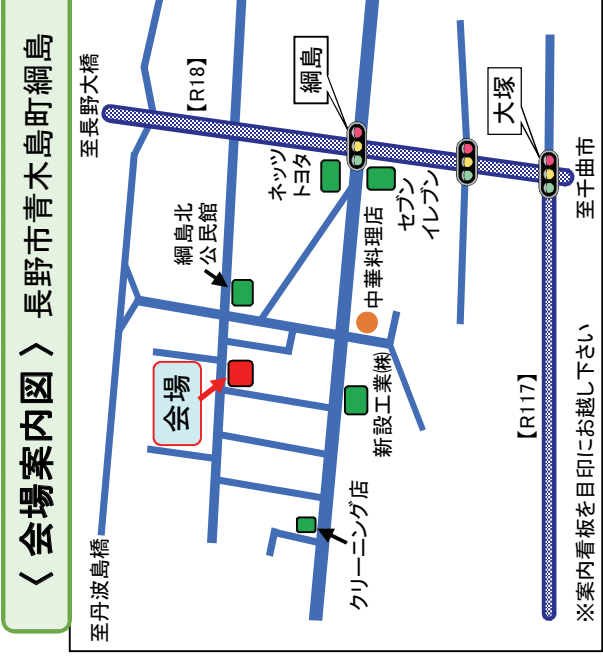 ＜ 会場案内図 ＞ 長野市青木島町綱島
至丹波島橋
至長野大橋
【R18】
綱島北
公民館
会場
ネッツ
トヨタ
綱島
セブン
イレブン
中華料理店
新設工業㈱
クリーニング店
大塚
【R117】
至千曲市
※案内看板を目印にお越し下さい